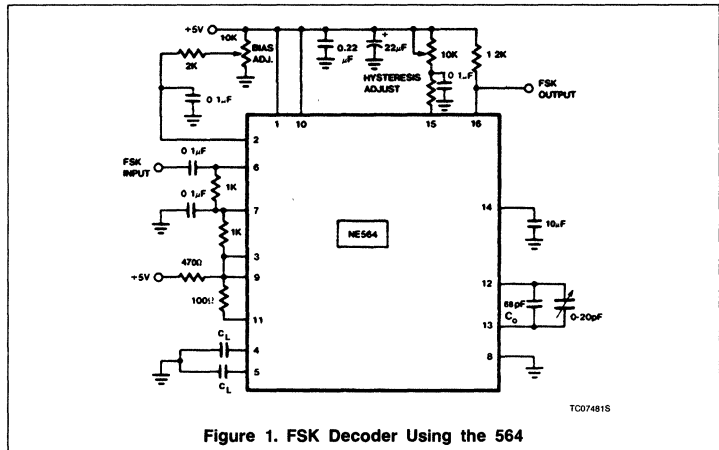 +5V
10K
BIAS
ADJ.
2K
0 1µF
0.22
µF
+
22µF
10K
0 1µF
HYSTERESIS
ADJUST
1 2K
FSK
OUTPUT
1
10
15
16
2
FSK
INPUT
0 1µF
6
1K
0 1µF
7
1K
3
470Ω
+5V
9
100Ω
11
CL
4
CL
5
NE564
14
10µF
12
68pF
Co
0-20pF
13
8
TC07481S
Figure 1. FSK Decoder Using the 564